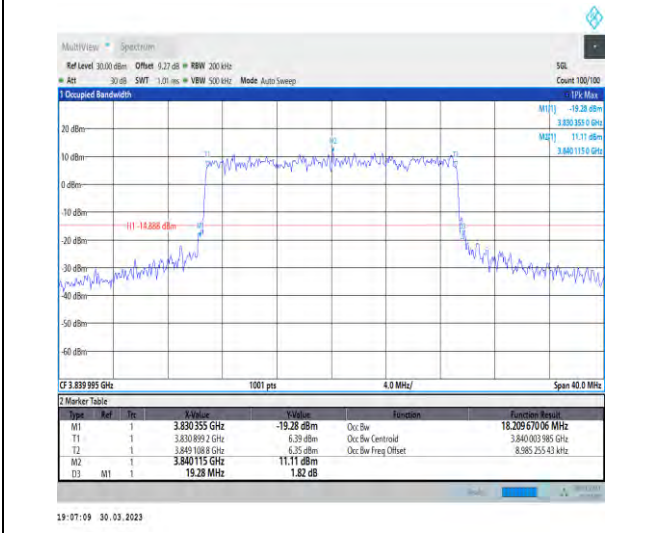 MultiView Spectrum
Ref Level 30.00 dBm Offset 9.27 dB RBW 200 kHz SGL
Att 30 dB SWT 1.01 ms VBW 500 kHz Mode Auto Sweep Count 100/100
1 Occupied Bandwidth 1Pk Max
M1[1] -19.28 dBm
3.830 355 0 GHz
M2[1] 11.11 dBm
3.840 115 0 GHz
20 dBm
M2
10 dBm
T1 T2
0 dBm
-10 dBm
H1 -14.888 dBm
M1
-20 dBm
-30 dBm
-40 dBm
-50 dBm
-60 dBm
CF 3.839 995 GHz 1001 pts 4.0 MHz/ Span 40.0 MHz
2 Marker Table
Type Ref Trc X-Value Y-Value Function Function Result
M1 1 3.830 355 GHz -19.28 dBm Occ Bw 18.209 670 06 MHz
T1 1 3.830 899 2 GHz 6.39 dBm Occ Bw Centroid 3.840 003 985 GHz
T2 1 3.849 108 8 GHz 6.35 dBm Occ Bw Freq Offset 8.985 255 43 kHz
M2 1 3.840 115 GHz 11.11 dBm
D3 M1 1 19.28 MHz 1.82 dB
19:07:09 30.03.2023